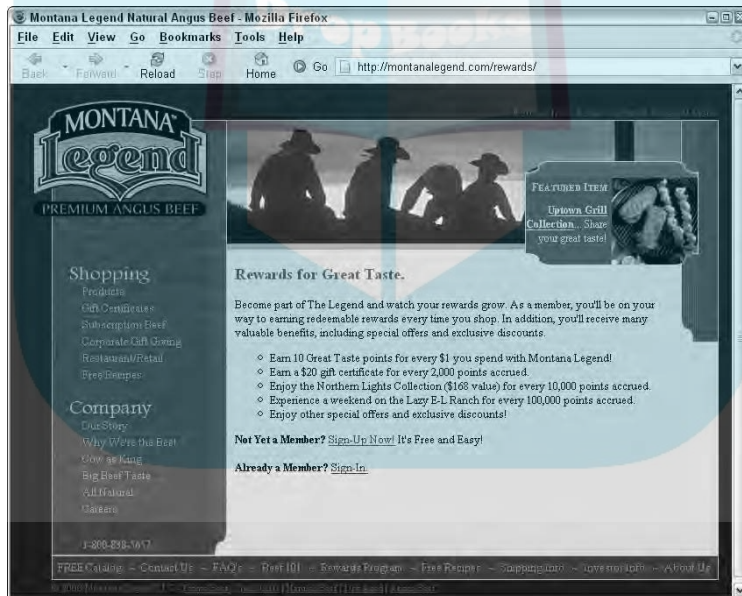 Montana Legend Natural Angus Beef - Mozilla Firefox
File Edit View Go Bookmarks Tools Help
Back Forward Reload Stop Home Go http://montanalegend.com/rewards/
MONTANA
Legend
PREMIUM ANGUS BEEF
FEATURED ITEM
Uptown Grill
Collection... Share
your great taste!
Shopping
Products
Gift Certificates
Subscription Beef
Corporate Gift Giving
Restaurant/Retail
Free Recipes
Company
Our Story
Why We're the Best
Cow as King
Big Beef Taste
All Natural
Careers
Rewards for Great Taste.
Become part of The Legend and watch your rewards grow. As a member, you'll be on your
way to earning redeemable rewards every time you shop. In addition, you'll receive many
valuable benefits, including special offers and exclusive discounts.
Earn 10 Great Taste points for every $1 you spend with Montana Legend!
Earn a $20 gift certificate for every 2,000 points accrued.
Enjoy the Northern Lights Collection ($168 value) for every 10,000 points accrued.
Experience a weekend on the Lazy E-L Ranch for every 100,000 points accrued.
Enjoy other special offers and exclusive discounts!
Not Yet a Member? Sign-Up Now! It's Free and Easy!
Already a Member? Sign-In.
FREE Catalog ~ Contact Us ~ FAQ's ~ Beef 101 ~ Rewards Program ~ Free Recipes ~ Shipping Info ~ Investor Info ~ About Us